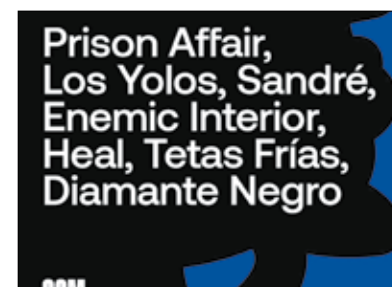 Prison Affair,
Los Yolos, Sandré,
Enemic Interior,
Heal, Tetas Frías,
Diamante Negro